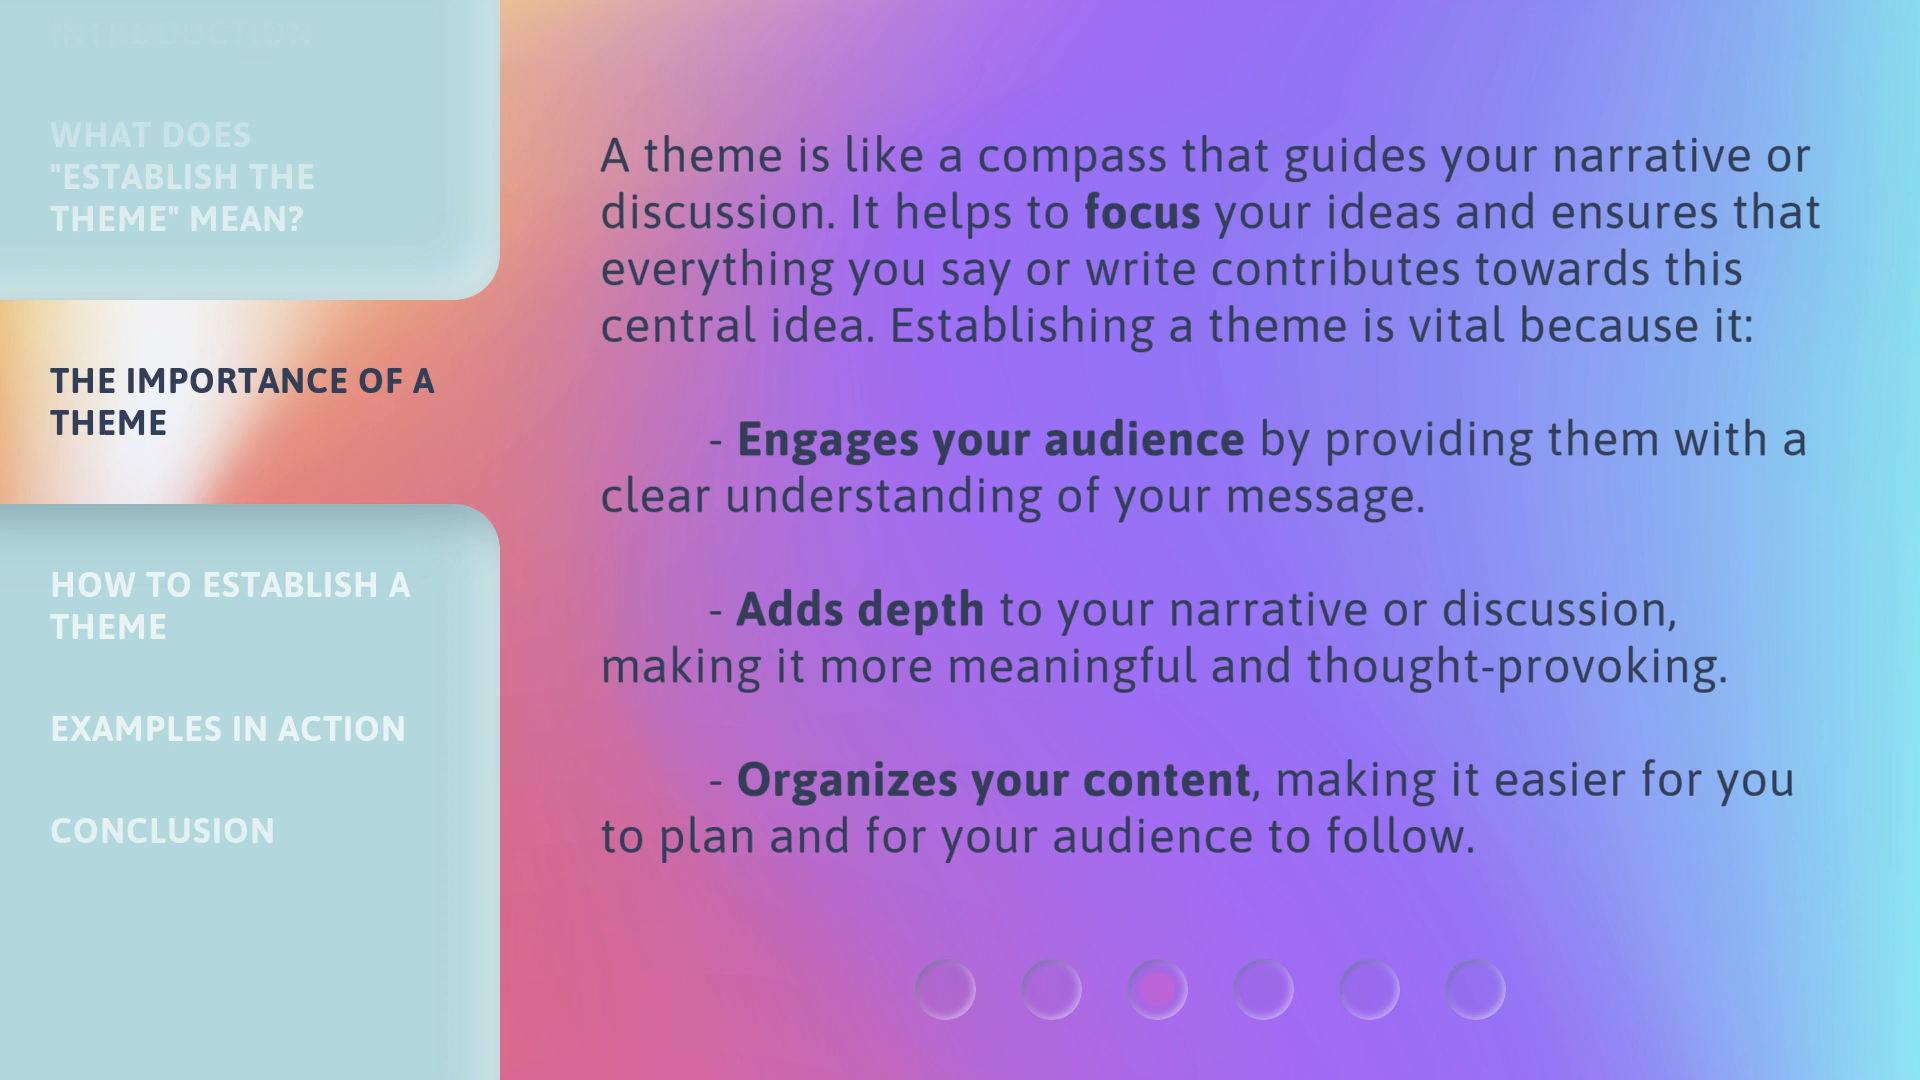 INTRODUCTION
WHAT DOES
"ESTABLISH THE
THEME" MEAN?
THE IMPORTANCE OF A
THEME
HOW TO ESTABLISH A
THEME
EXAMPLES IN ACTION
CONCLUSION
A theme is like a compass that guides your narrative or
discussion. It helps to focus your ideas and ensures that
everything you say or write contributes towards this
central idea. Establishing a theme is vital because it:
- Engages your audience by providing them with a
clear understanding of your message.
- Adds depth to your narrative or discussion,
making it more meaningful and thought-provoking.
- Organizes your content, making it easier for you
to plan and for your audience to follow.